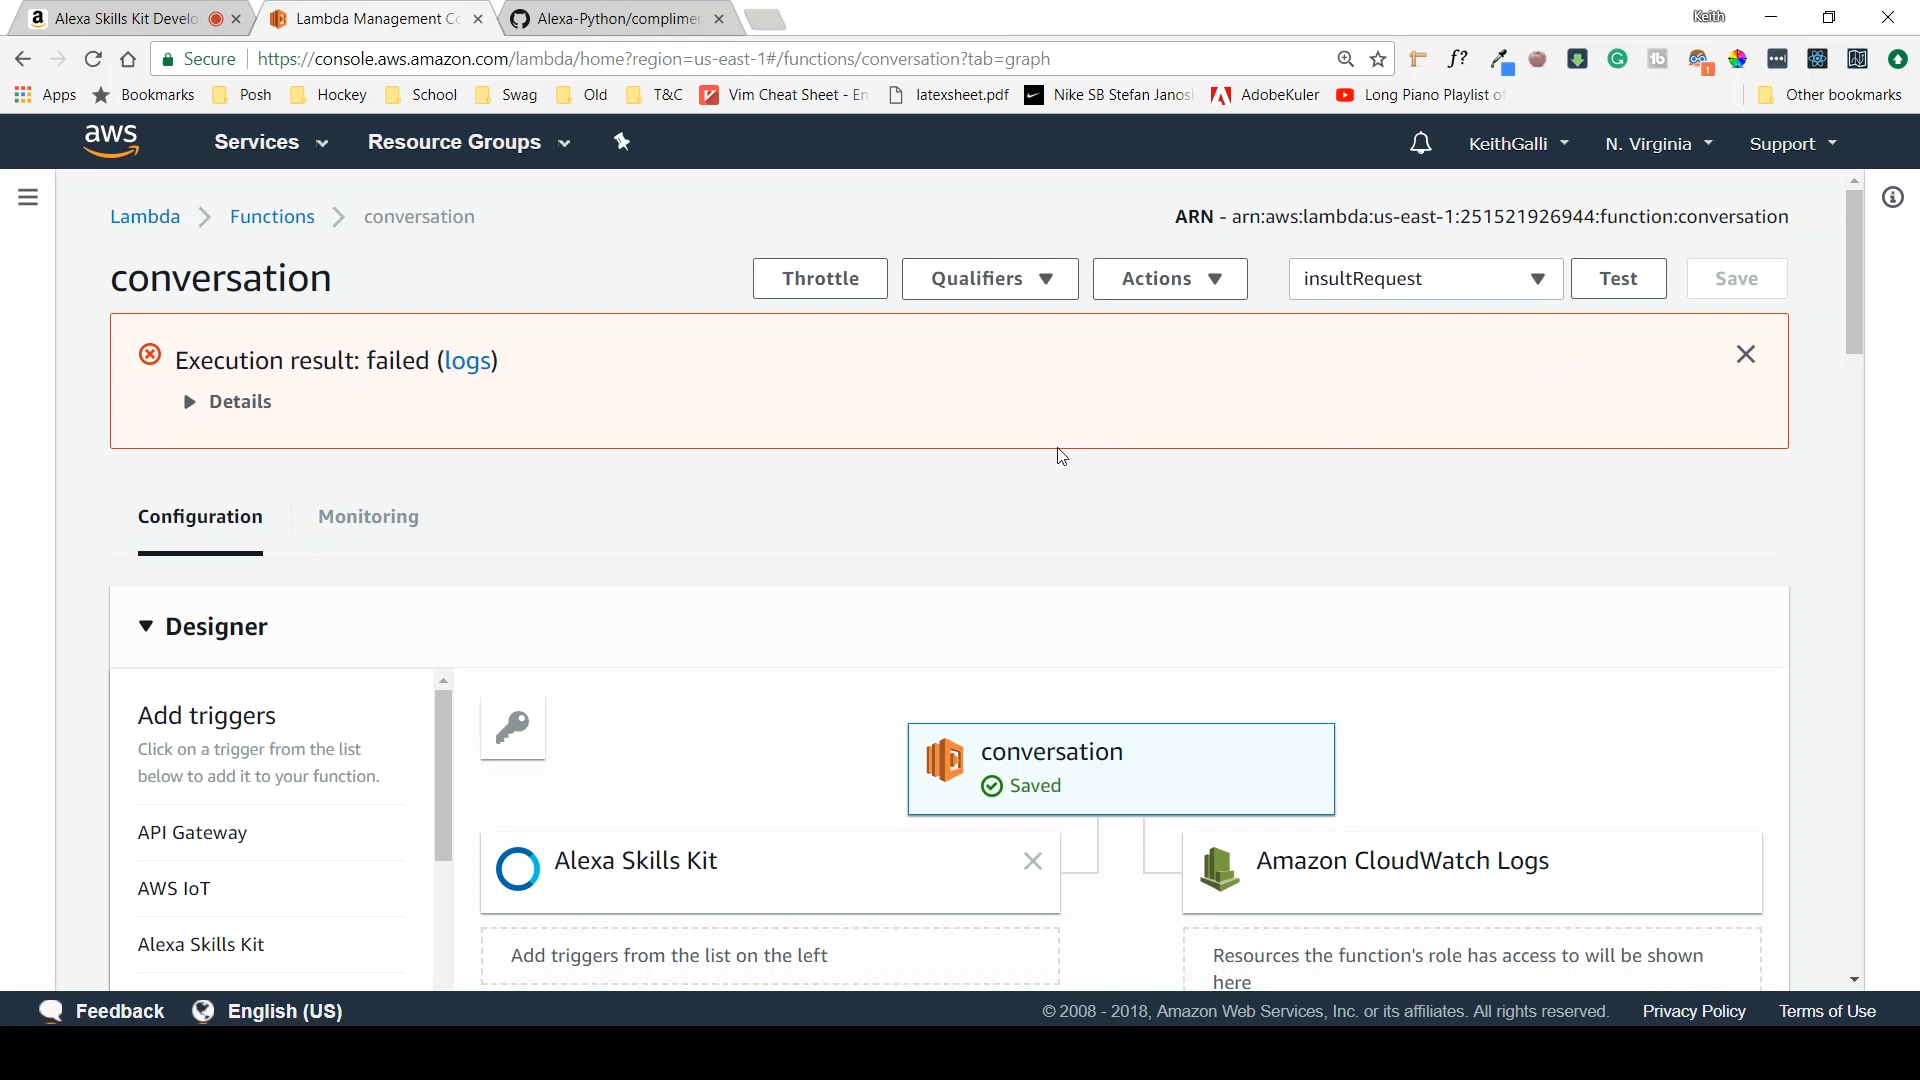 Alexa Skills Kit Develo
Lambda Management Co
Alexa-Python/complimen
Keith
Secure
https://console.aws.amazon.com/lambda/home?region=us-east-1#/functions/conversation?tab=graph
f?
1
Apps
Bookmarks
Posh
Hockey
School
Swag
Old
T&C
Vim Cheat Sheet - En
latexsheet.pdf
Nike SB Stefan Janosk
AdobeKuler
Long Piano Playlist of
Other bookmarks
aws
Services
Resource Groups
KeithGalli
N. Virginia
Support
Lambda
Functions
conversation
ARN - arn:aws:lambda:us-east-1:251521926944:function:conversation
conversation
Throttle
Qualifiers
Actions
insultRequest
Test
Save
Execution result: failed (logs)
Details
Configuration
Monitoring
Designer
Add triggers
Click on a trigger from the list
below to add it to your function.
API Gateway
AWS IoT
Alexa Skills Kit
conversation
Saved
Alexa Skills Kit
Amazon CloudWatch Logs
Add triggers from the list on the left
Resources the function's role has access to will be shown
here
Feedback
English (US)
© 2008 - 2018, Amazon Web Services, Inc. or its affiliates. All rights reserved.
Privacy Policy
Terms of Use